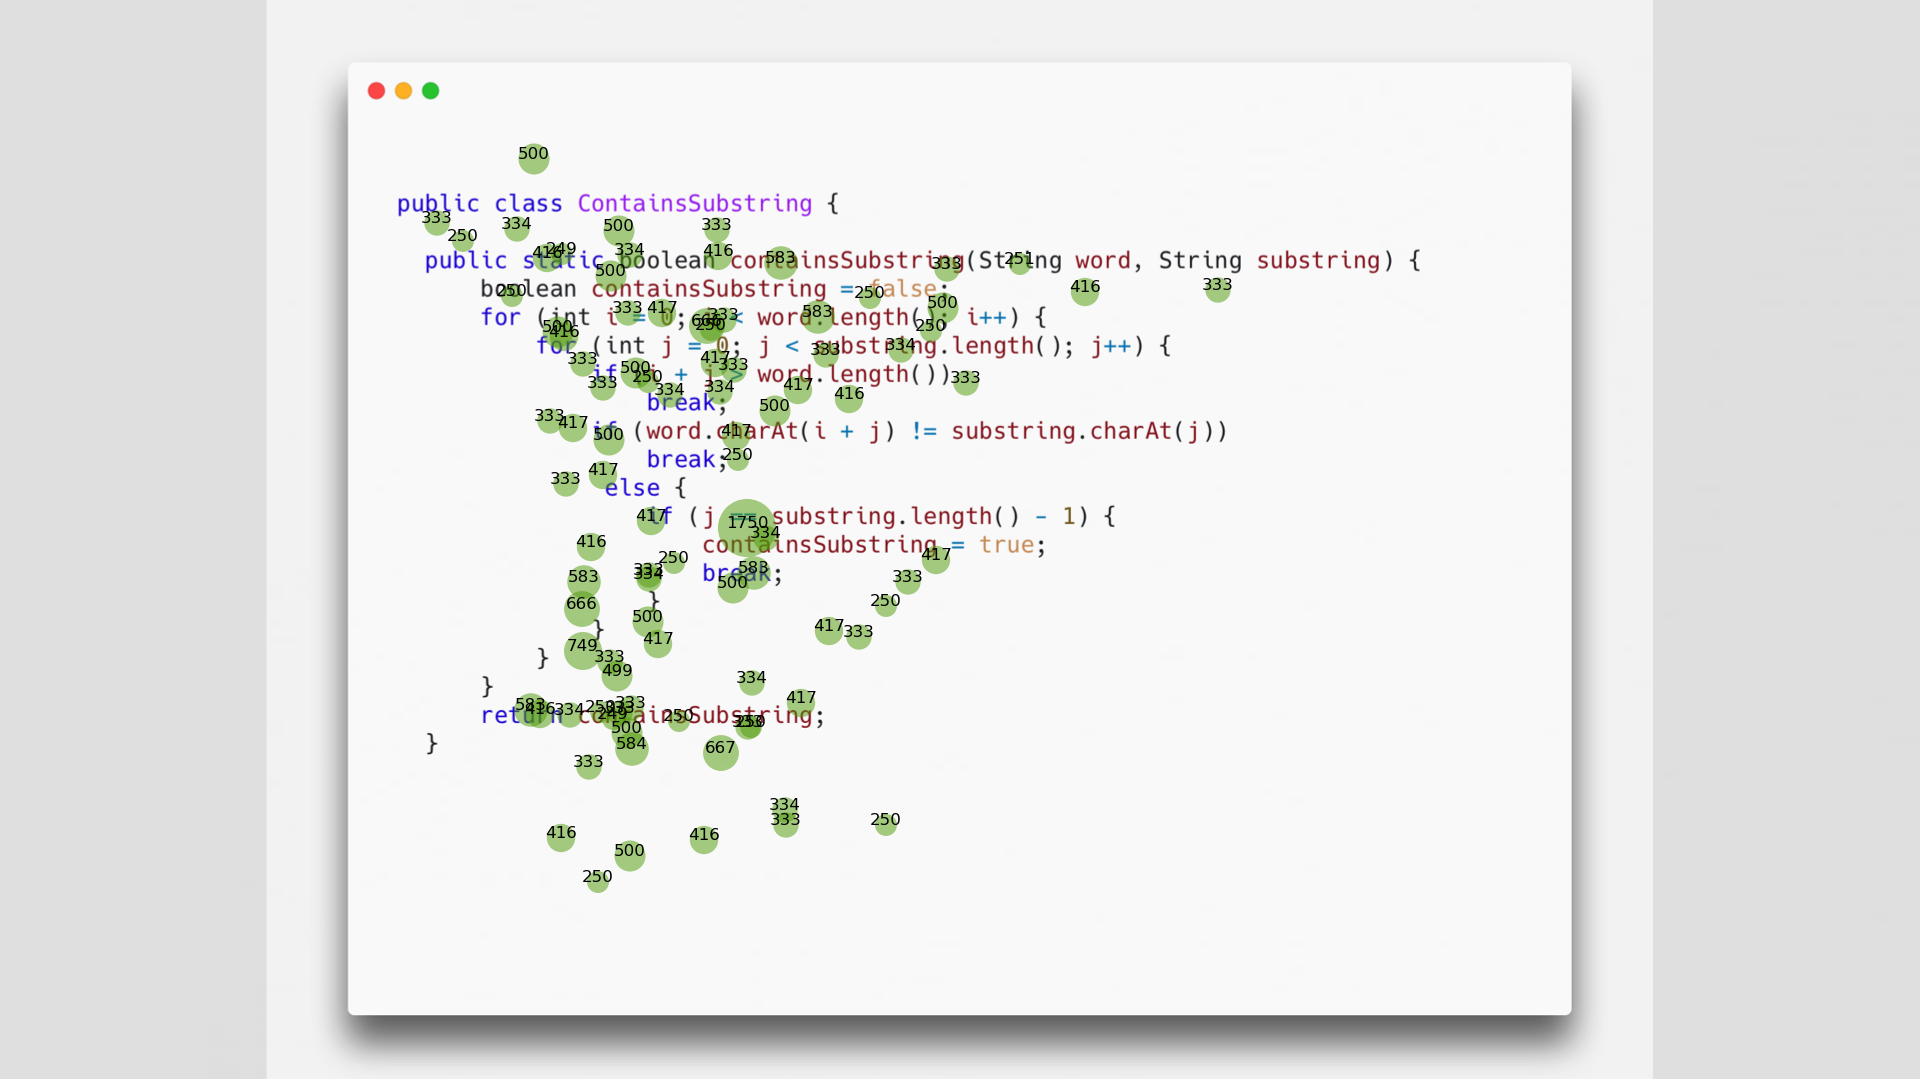 500
public class ContainsSubstring {
333 334 500 333
250 416 249 334 416 583
public static boolean containsSubstring(String word, String substring) {
333 251
500
boolean containsSubstring = false;
250 250 416 333
500
for (int i = 0; i < word.length(); i++) {
333 417 666 333 250 583
500 416 250
for (int j = 0; j < substring.length(); j++) {
333 334
333 417 333
if (i + j > word.length())
500 250 333
333 334 334 417 416
break;
500
333 417
if (word.charAt(i + j) != substring.charAt(j))
500 417
break;
250
333 417
else {
417 1750
if (j == substring.length() - 1) {
334
416
containsSubstring = true;
250 417
break;
583 333 334 583 500 333
666 250
}
500
}
417 417 333
749 333
}
499 334
}
583 416 334 250 333 333 249 417
return containsSubstring;
250 333 250
500
}
584 667
333
334
333 250
416 416
500
250